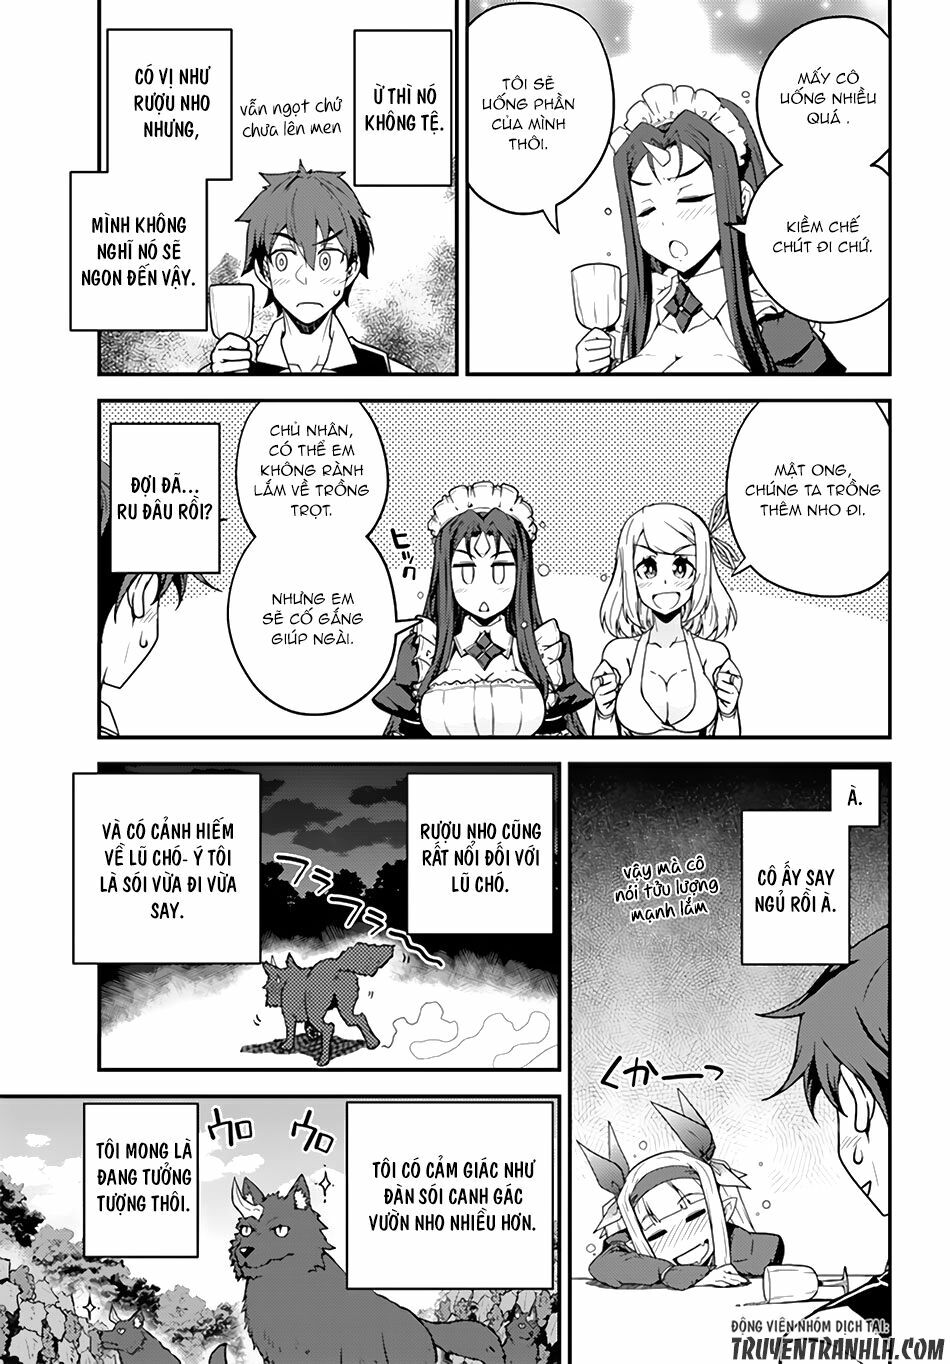 MẤY CÔ
UỐNG NHIỀU
QUÁ .
KIỀM CHẾ
CHÚT ĐI CHỨ.
TÔI SẼ
UỐNG PHẦN
CỦA MÌNH
THÔI.
Ừ THÌ NÓ
KHÔNG TỆ.
vẫn ngọt chứ
chưa lên men
CÓ VỊ NHƯ
RƯỢU NHO
NHƯNG,
MÌNH KHÔNG
NGHĨ NÓ SẼ
NGON ĐẾN VẬY.
MẬT ONG,
CHÚNG TA TRỒNG
THÊM NHO ĐI.
ヒック
CHỦ NHÂN,
CÓ THỂ EM
KHÔNG RÀNH
LẮM VỀ TRỒNG
TRỌT.
NHƯNG EM
SẼ CỐ GẮNG
GIÚP NGÀI.
ĐỢI ĐÃ...
RU ĐÂU RỒI?
À.
CÔ ẤY SAY
NGỦ RỒI À.
vậy mà cô
nói tửu lượng
mạnh lắm
くかーっ
RƯỢU NHO CŨNG
RẤT NỔI ĐỐI VỚI
LŨ CHÓ.
フラ~
フラ~
VÀ CÓ CẢNH HIẾM
VỀ LŨ CHÓ- Ý TÔI
LÀ SÓI VỪA ĐI VỪA
SAY.
TÔI CÓ CẢM GIÁC NHƯ
ĐÀN SÓI CANH GÁC
VƯỜN NHO NHIỀU HƠN.
ウロ
ウロ
TÔI MONG LÀ
ĐANG TƯỞNG
TƯỢNG THÔI.
ĐỘNG VIÊN NHÓM DỊCH TẠI:
TRUYENTRANHLH.COM